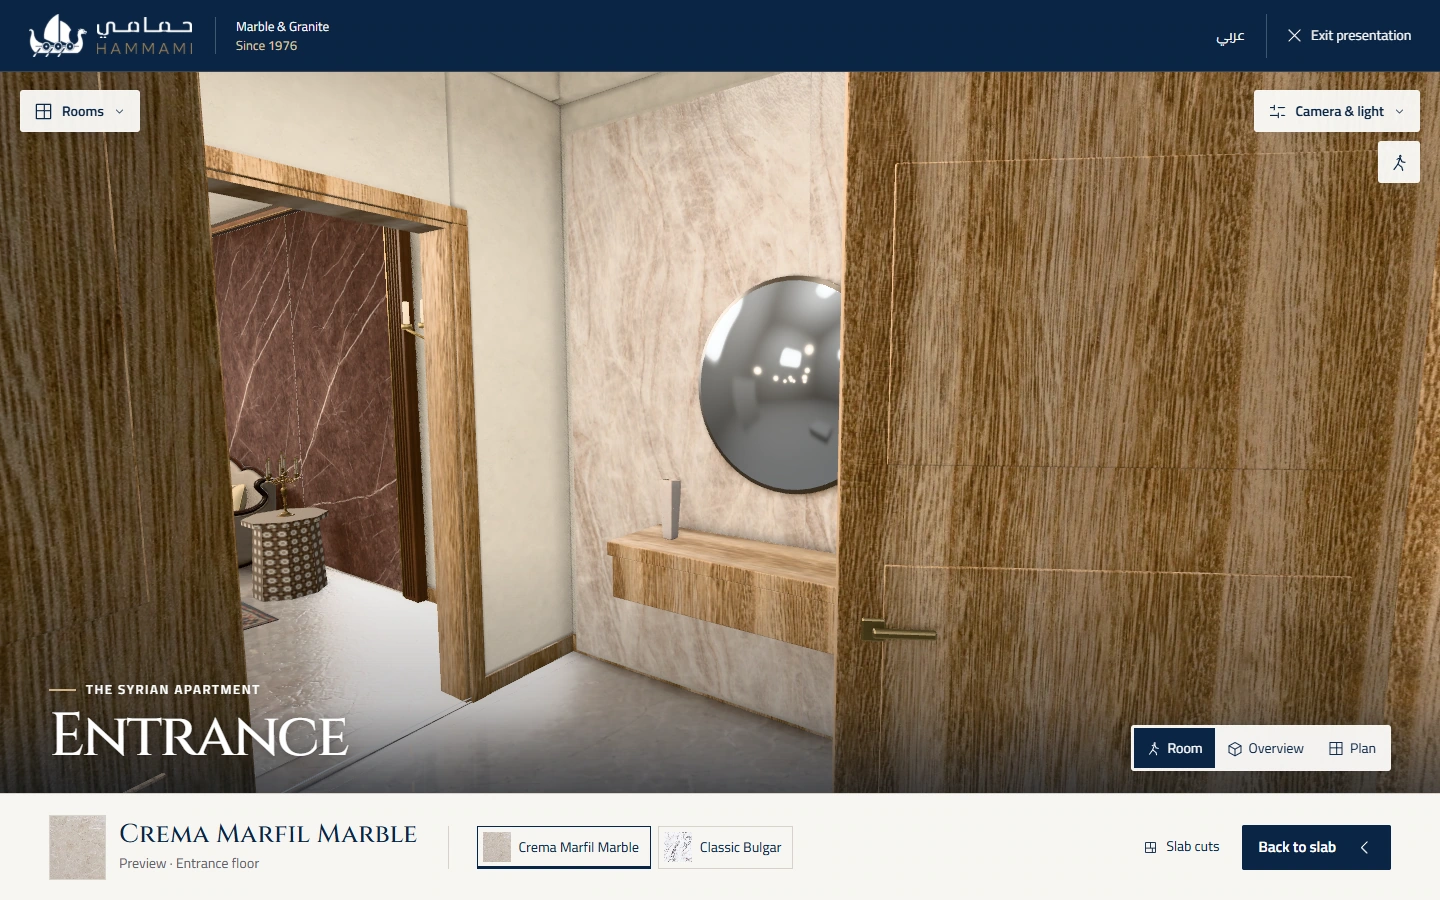 حمامي
HAMMAMI
Marble & Granite
Since 1976
عربي
Exit presentation
Rooms
Camera & light
THE SYRIAN APARTMENT
ENTRANCE
Room
Overview
Plan
CREMA MARFIL MARBLE
Preview · Entrance floor
Crema Marfil Marble
Classic Bulgar
Slab cuts
Back to slab